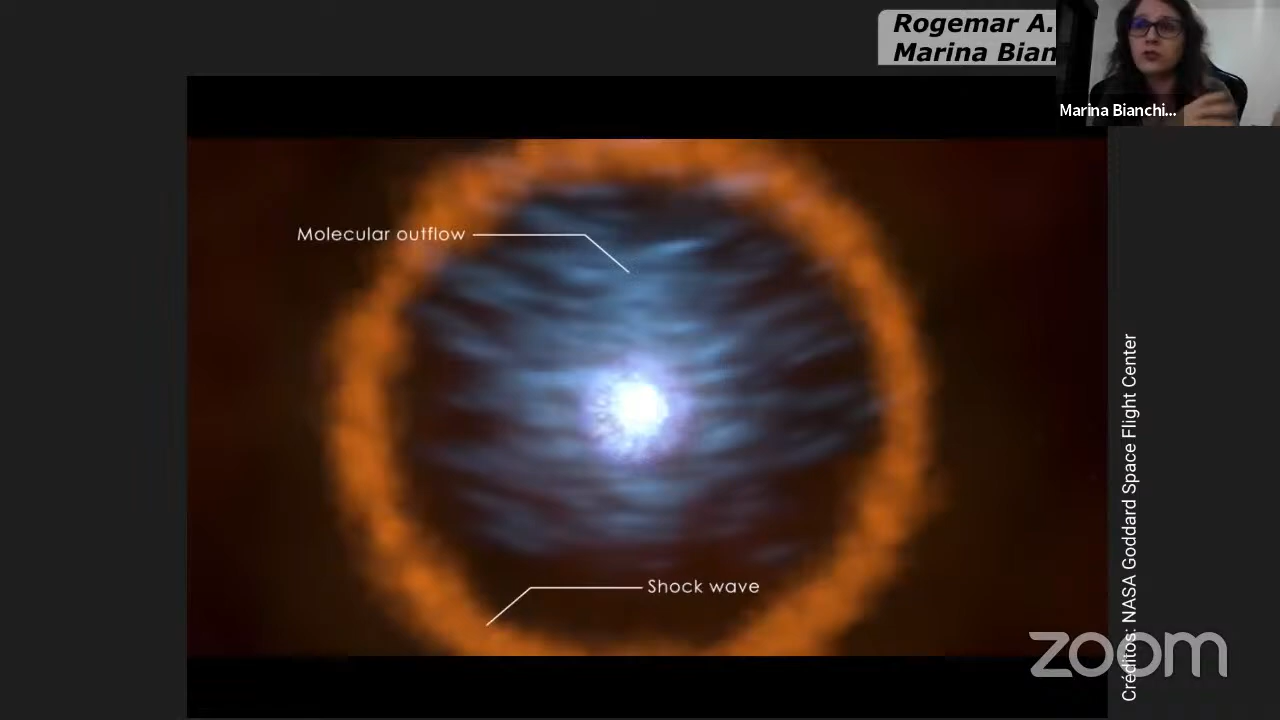 Rogemar A.
Marina Bian
Marina Bianchi...
Molecular outflow
Shock wave
Créditos: NASA Goddard Space Flight Center
zoom